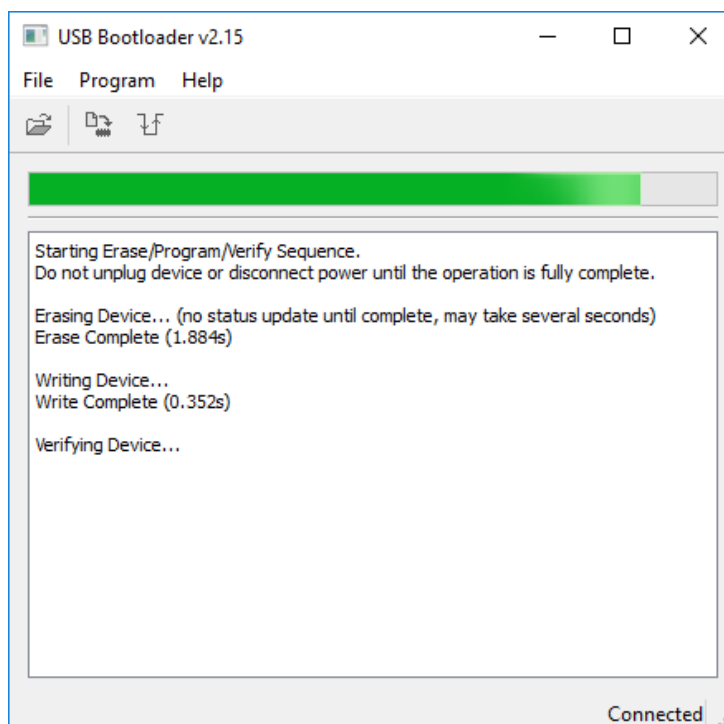 USB Bootloader v2.15
File Program Help
Starting Erase/Program/Verify Sequence.
Do not unplug device or disconnect power until the operation is fully complete.
Erasing Device... (no status update until complete, may take several seconds)
Erase Complete (1.884s)
Writing Device...
Write Complete (0.352s)
Verifying Device...
Connected